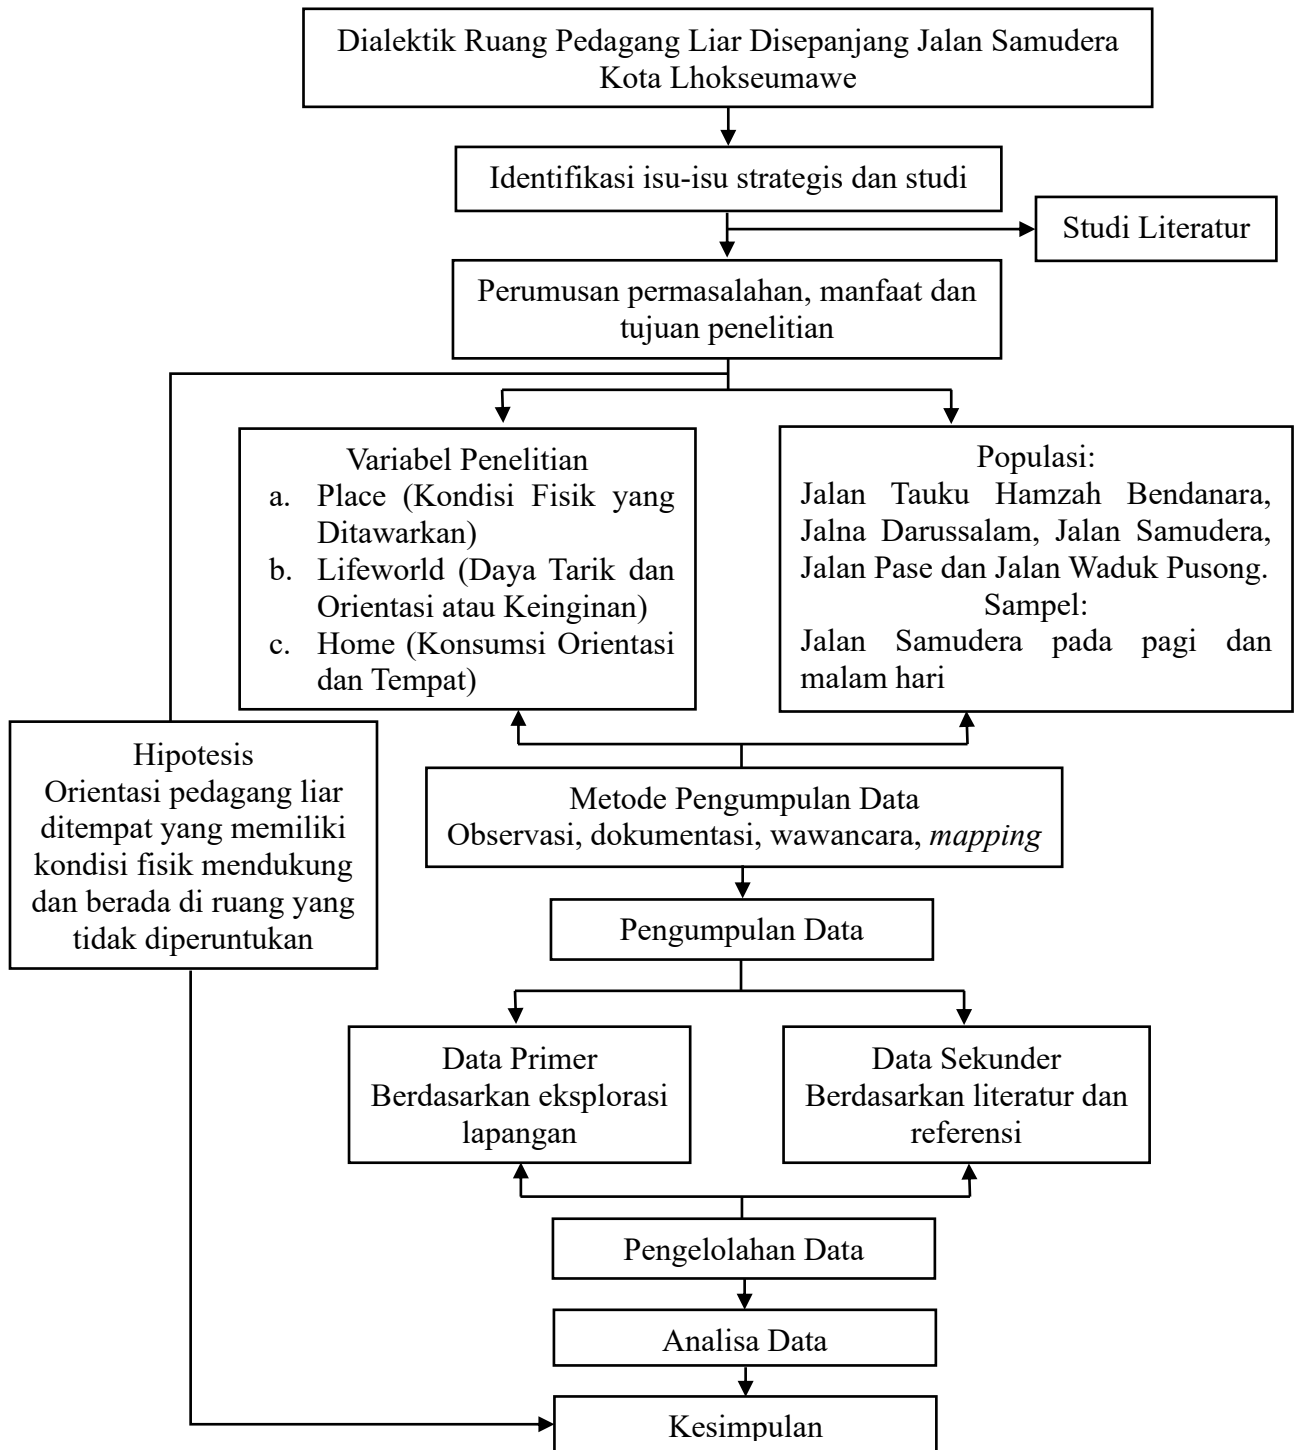 Dialektik Ruang Pedagang Liar Disepanjang Jalan Samudera
Kota Lhokseumawe
Identifikasi isu-isu strategis dan studi
Studi Literatur
Perumusan permasalahan, manfaat dan
tujuan penelitian
Variabel Penelitian
a. Place (Kondisi Fisik yang
Ditawarkan)
b. Lifeworld (Daya Tarik dan
Orientasi atau Keinginan)
c. Home (Konsumsi Orientasi
dan Tempat)
Populasi:
Jalan Tauku Hamzah Bendanara,
Jalna Darussalam, Jalan Samudera,
Jalan Pase dan Jalan Waduk Pusong.
Sampel:
Jalan Samudera pada pagi dan
malam hari
Hipotesis
Orientasi pedagang liar
ditempat yang memiliki
kondisi fisik mendukung
dan berada di ruang yang
tidak diperuntukan
Metode Pengumpulan Data
Observasi, dokumentasi, wawancara, mapping
Pengumpulan Data
Data Primer
Berdasarkan eksplorasi
lapangan
Data Sekunder
Berdasarkan literatur dan
referensi
Pengelolahan Data
Analisa Data
Kesimpulan